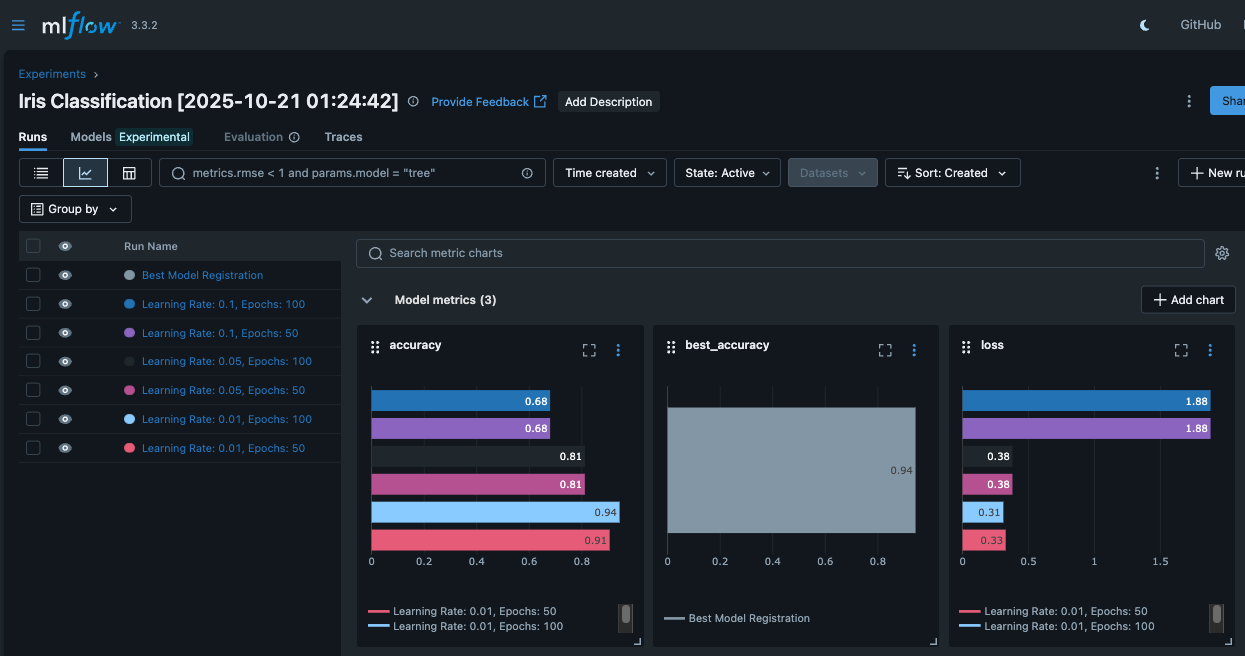 mlflow 3.3.2 GitHub
Experiments
Iris Classification [2025-10-21 01:24:42] Provide Feedback Add Description
Runs Models Experimental Evaluation Traces
metrics.rmse < 1 and params.model = "tree" Time created State: Active Datasets Sort: Created New
Group by
Run Name
Best Model Registration
Learning Rate: 0.1, Epochs: 100
Learning Rate: 0.1, Epochs: 50
Learning Rate: 0.05, Epochs: 100
Learning Rate: 0.05, Epochs: 50
Learning Rate: 0.01, Epochs: 100
Learning Rate: 0.01, Epochs: 50
Search metric charts
Model metrics (3) Add chart
accuracy
0.68
0.68
0.81
0.81
0.94
0.91
0 0.2 0.4 0.6 0.8
Learning Rate: 0.01, Epochs: 50
Learning Rate: 0.01, Epochs: 100
best_accuracy
0.94
0 0.2 0.4 0.6 0.8
Best Model Registration
loss
1.88
1.88
0.38
0.38
0.31
0.33
0 0.5 1 1.5
Learning Rate: 0.01, Epochs: 50
Learning Rate: 0.01, Epochs: 100